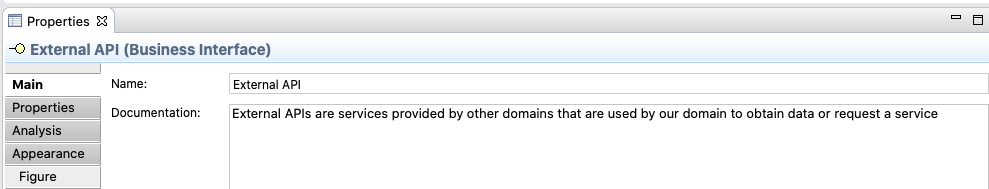 Properties
External API (Business Interface)
Main
Name:
External API
Properties
Documentation:
External APIs are services provided by other domains that are used by our domain to obtain data or request a service
Analysis
Appearance
Figure